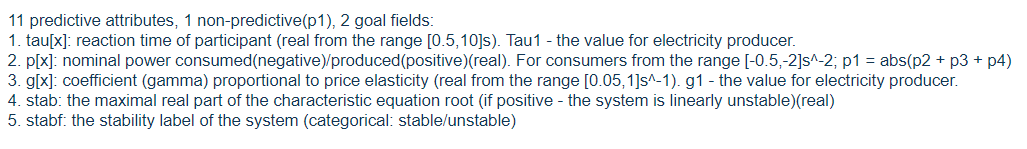 11 predictive attributes, 1 non-predictive(p1), 2 goal fields:
1. tau[x]: reaction time of participant (real from the range [0.5,10]s). Tau1 - the value for electricity producer.
2. p[x]: nominal power consumed(negative)/produced(positive)(real). For consumers from the range [-0.5,-2]s^-2; p1 = abs(p2 + p3 + p4)
3. g[x]: coefficient (gamma) proportional to price elasticity (real from the range [0.05,1]s^-1). g1 - the value for electricity producer.
4. stab: the maximal real part of the characteristic equation root (if positive - the system is linearly unstable)(real)
5. stabf: the stability label of the system (categorical: stable/unstable)